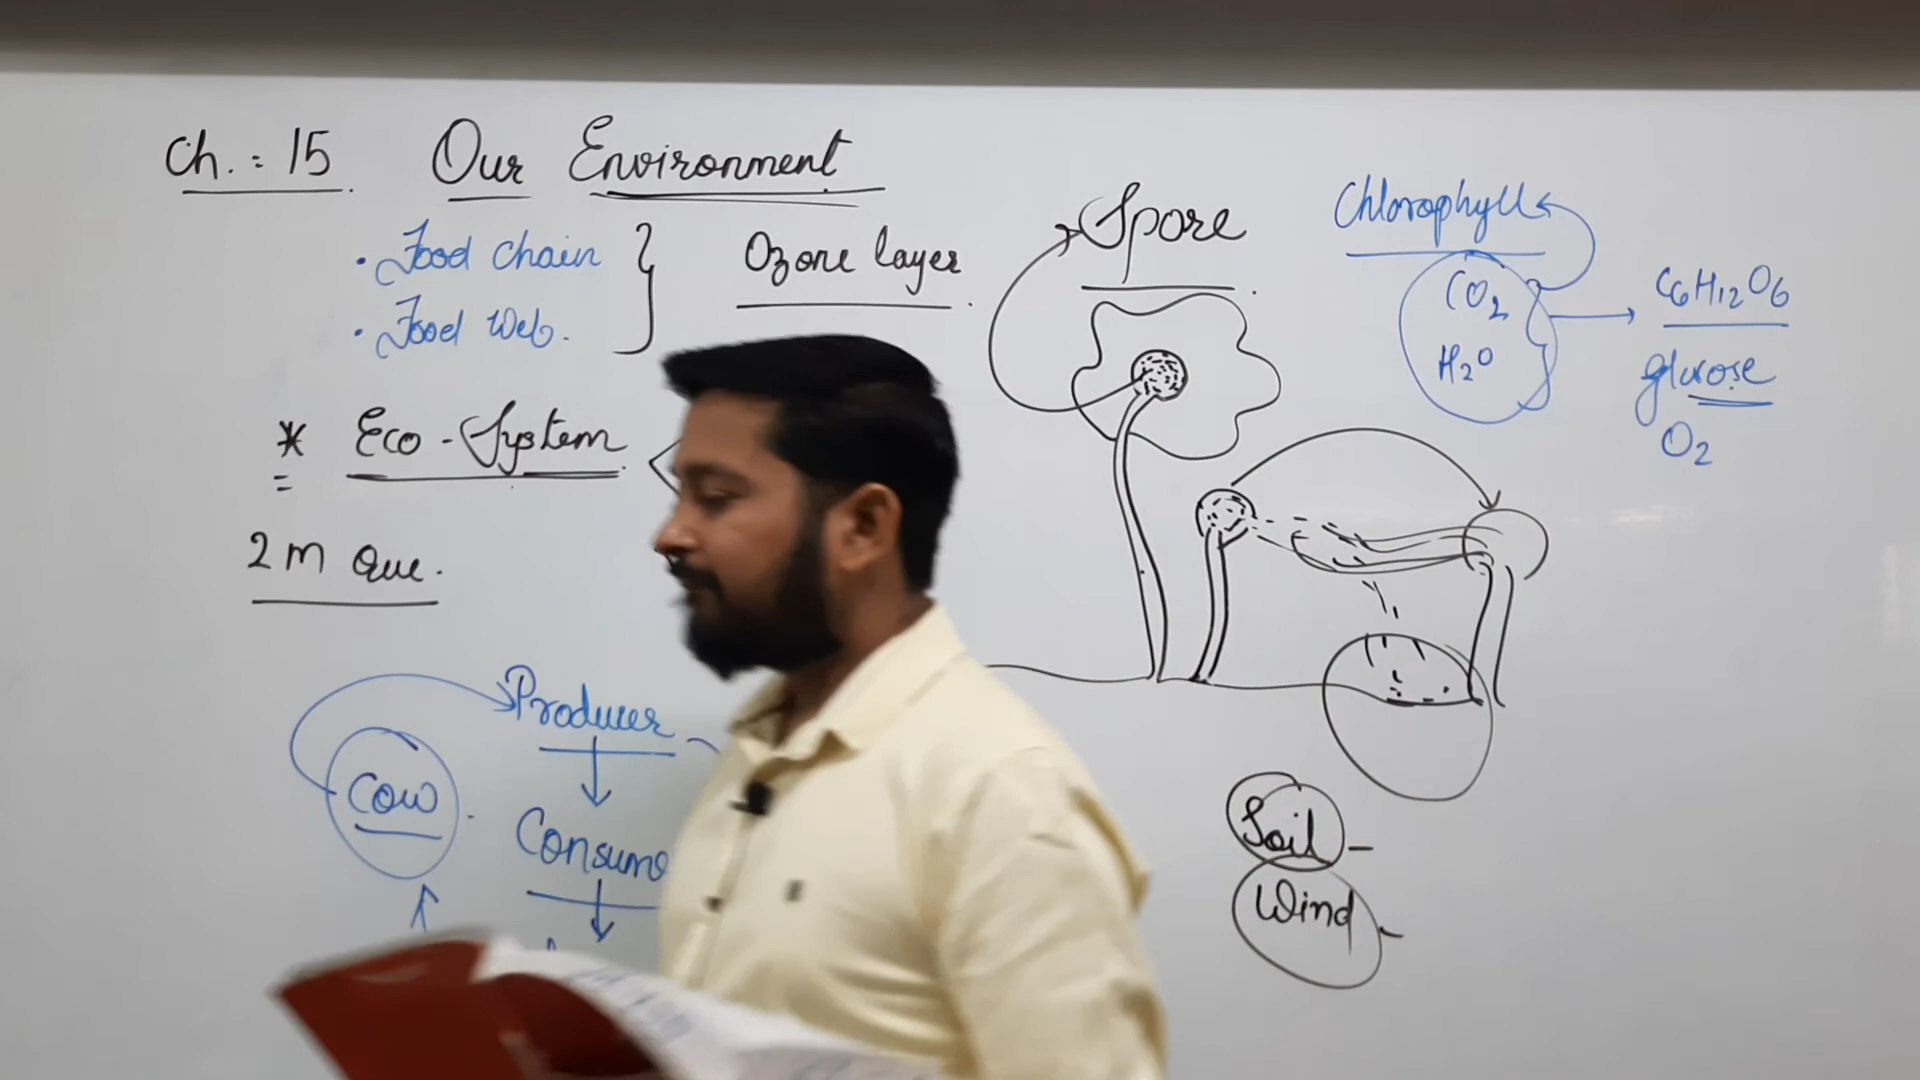 Ch. : 15 Our Environment
• Food Chain
• Food Web.
Ozone layer
* Eco-System
2 M Que.
Cow
Producer
Spore
Soil
Wind
Chlorophyll
CO2
H2O
C6H12O6
glucose
O2